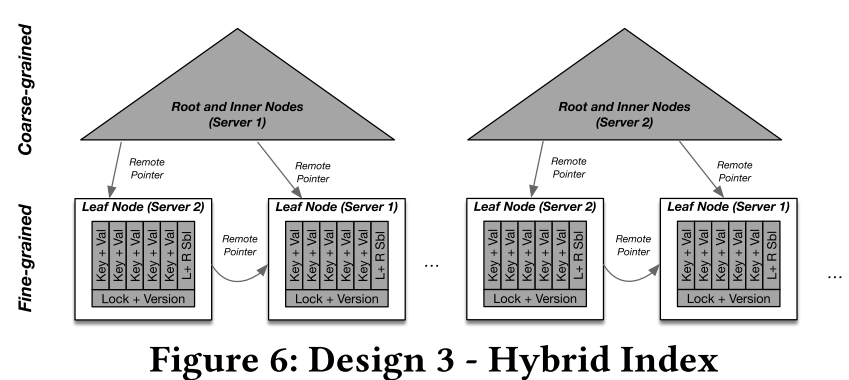 Coarse-grained
Root and Inner Nodes
(Server 1)
Root and Inner Nodes
(Server 2)
Remote
Pointer
Remote
Pointer
Remote
Pointer
Remote
Pointer
Fine-grained
Leaf Node (Server 2)
Key + Val
Key + Val
Key + Val
Key + Val
Key + Val
L+ R Sbl
Lock + Version
Remote
Pointer
Leaf Node (Server 1)
Key + Val
Key + Val
Key + Val
Key + Val
Key + Val
L+ R Sbl
Lock + Version
...
Leaf Node (Server 2)
Key + Val
Key + Val
Key + Val
Key + Val
Key + Val
L+ R Sbl
Lock + Version
Remote
Pointer
Leaf Node (Server 1)
Key + Val
Key + Val
Key + Val
Key + Val
Key + Val
L+ R Sbl
Lock + Version
...
Figure 6: Design 3 - Hybrid Index